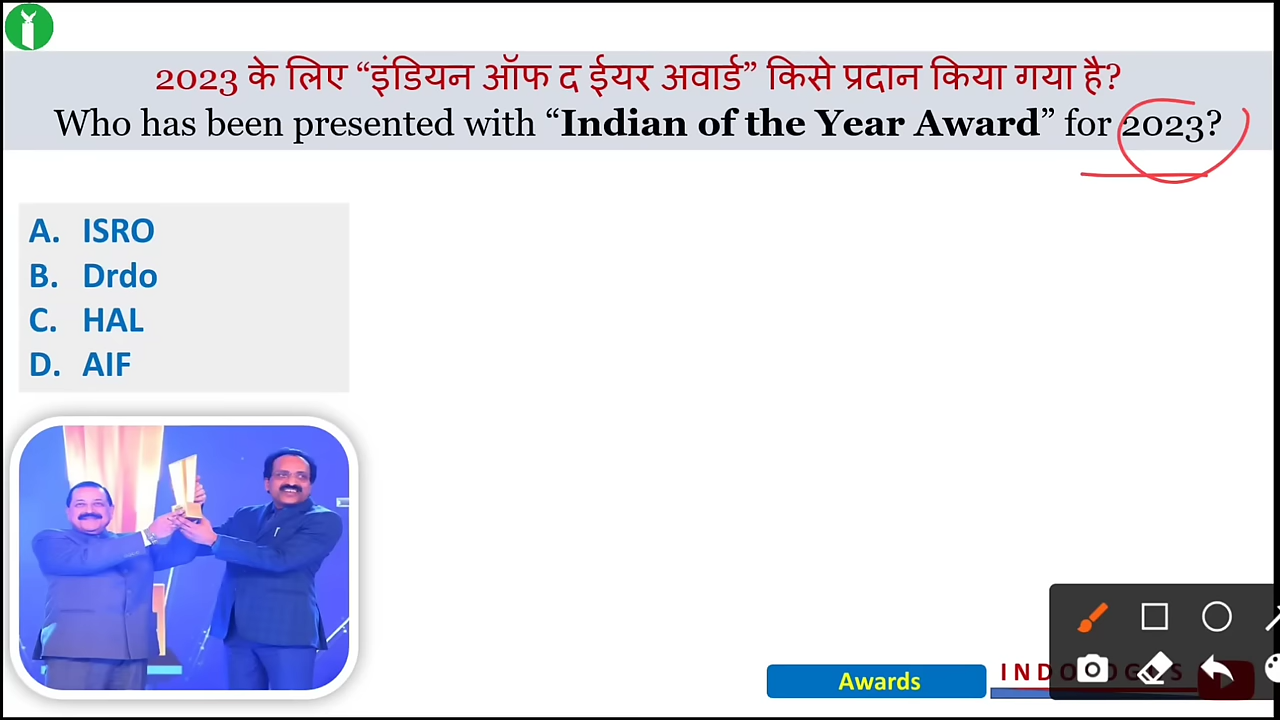 2023 के लिए “इंडियन ऑफ द ईयर अवार्ड” किसे प्रदान किया गया है?
Who has been presented with “Indian of the Year Award” for 2023?
A. ISRO
B. Drdo
C. HAL
D. AIF
Awards